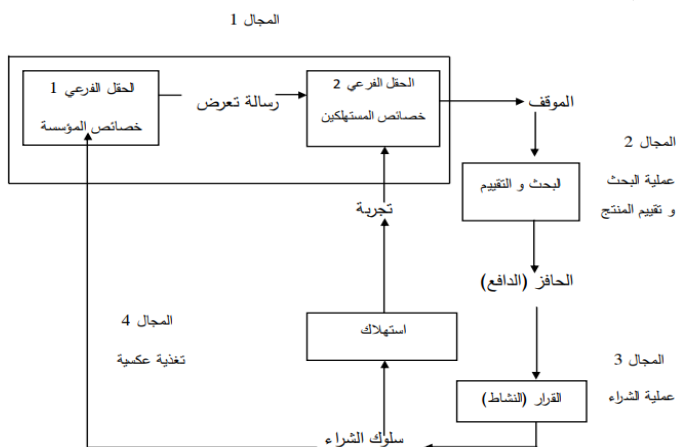 المجال 1
الحقل الفرعي 1
خصائص المؤسسة
رسالة تعرض
الحقل الفرعي 2
خصائص المستهلكين
الموقف
المجال 2
عملية البحث
و تقييم المنتج
البحث و التقييم
تجربة
الحافز (الدافع)
المجال 4
تغذية عكسية
استهلاك
المجال 3
عملية الشراء
القرار (النشاط)
سلوك الشراء